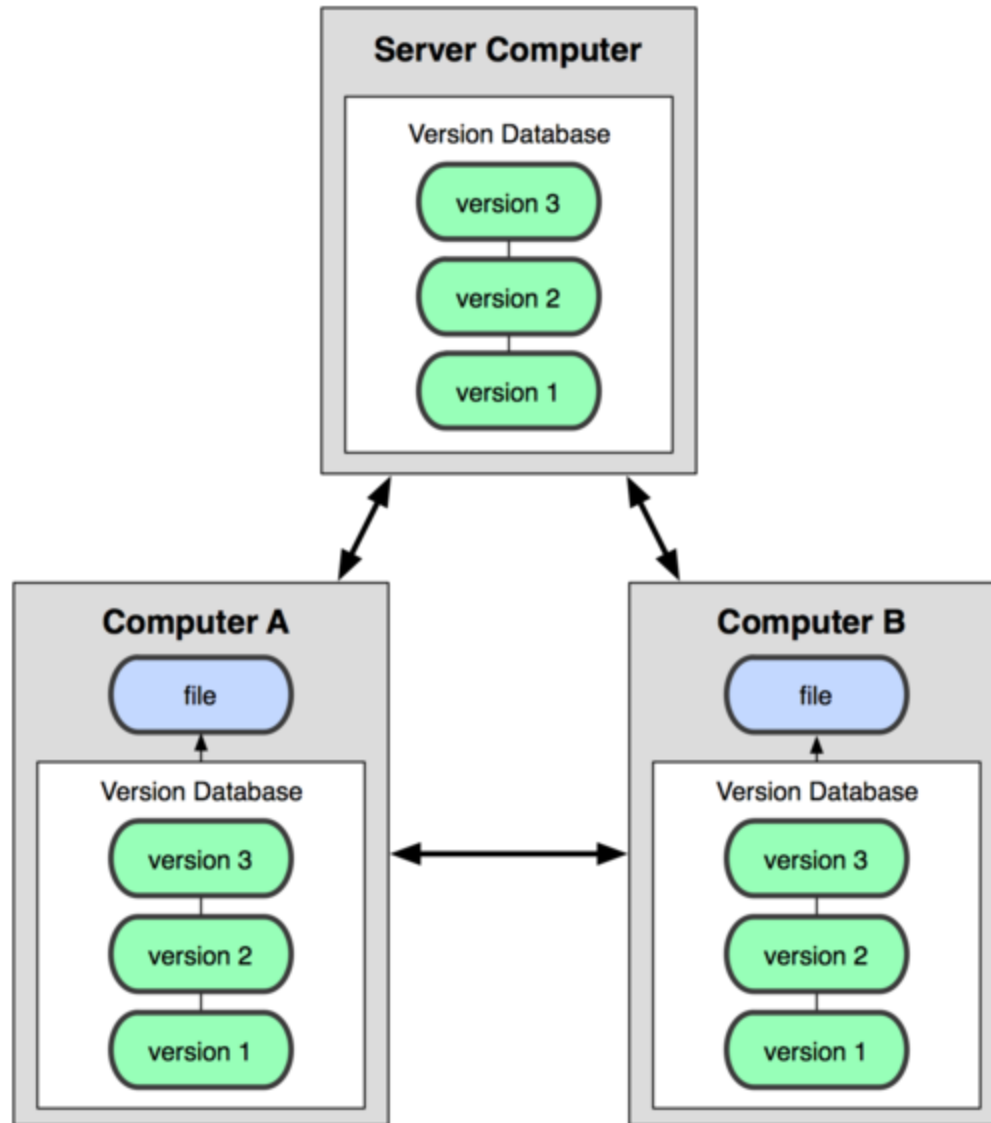 Server Computer
Version Database
version 3
version 2
version 1
Computer A
file
Version Database
version 3
version 2
version 1
Computer B
file
Version Database
version 3
version 2
version 1